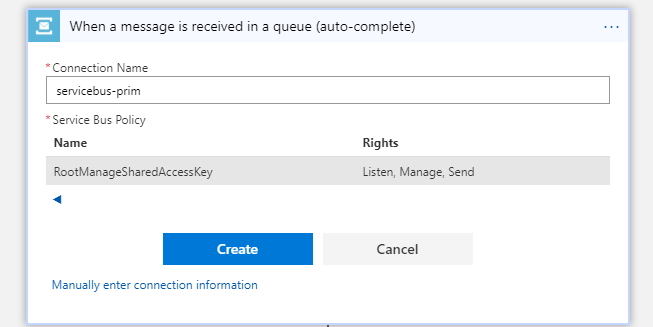 When a message is received in a queue (auto-complete)
* Connection Name
servicebus-prim
* Service Bus Policy
Name Rights
RootManageSharedAccessKey Listen, Manage, Send
Create Cancel
Manually enter connection information